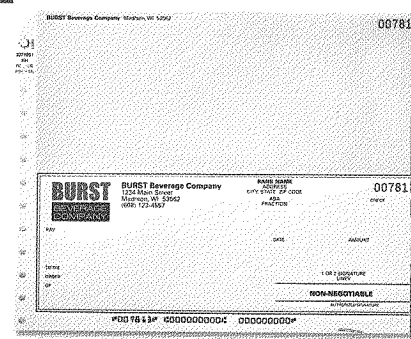 BURST Beverage Company Madison, WI 53062
00781
BURST
BEVERAGE
COMPANY
BURST Beverage Company
1234 Main Street
Madison, WI 53062
(608) 123-4567
BANK NAME
ADDRESS
CITY, STATE ZIP CODE
ABA
FRACTION
00781
CHECK
PAY
DATE AMOUNT
TO THE
ORDER
OF
1 OR 2 SIGNATURE
LINES
NON-NEGOTIABLE
AUTHORIZED SIGNATURE